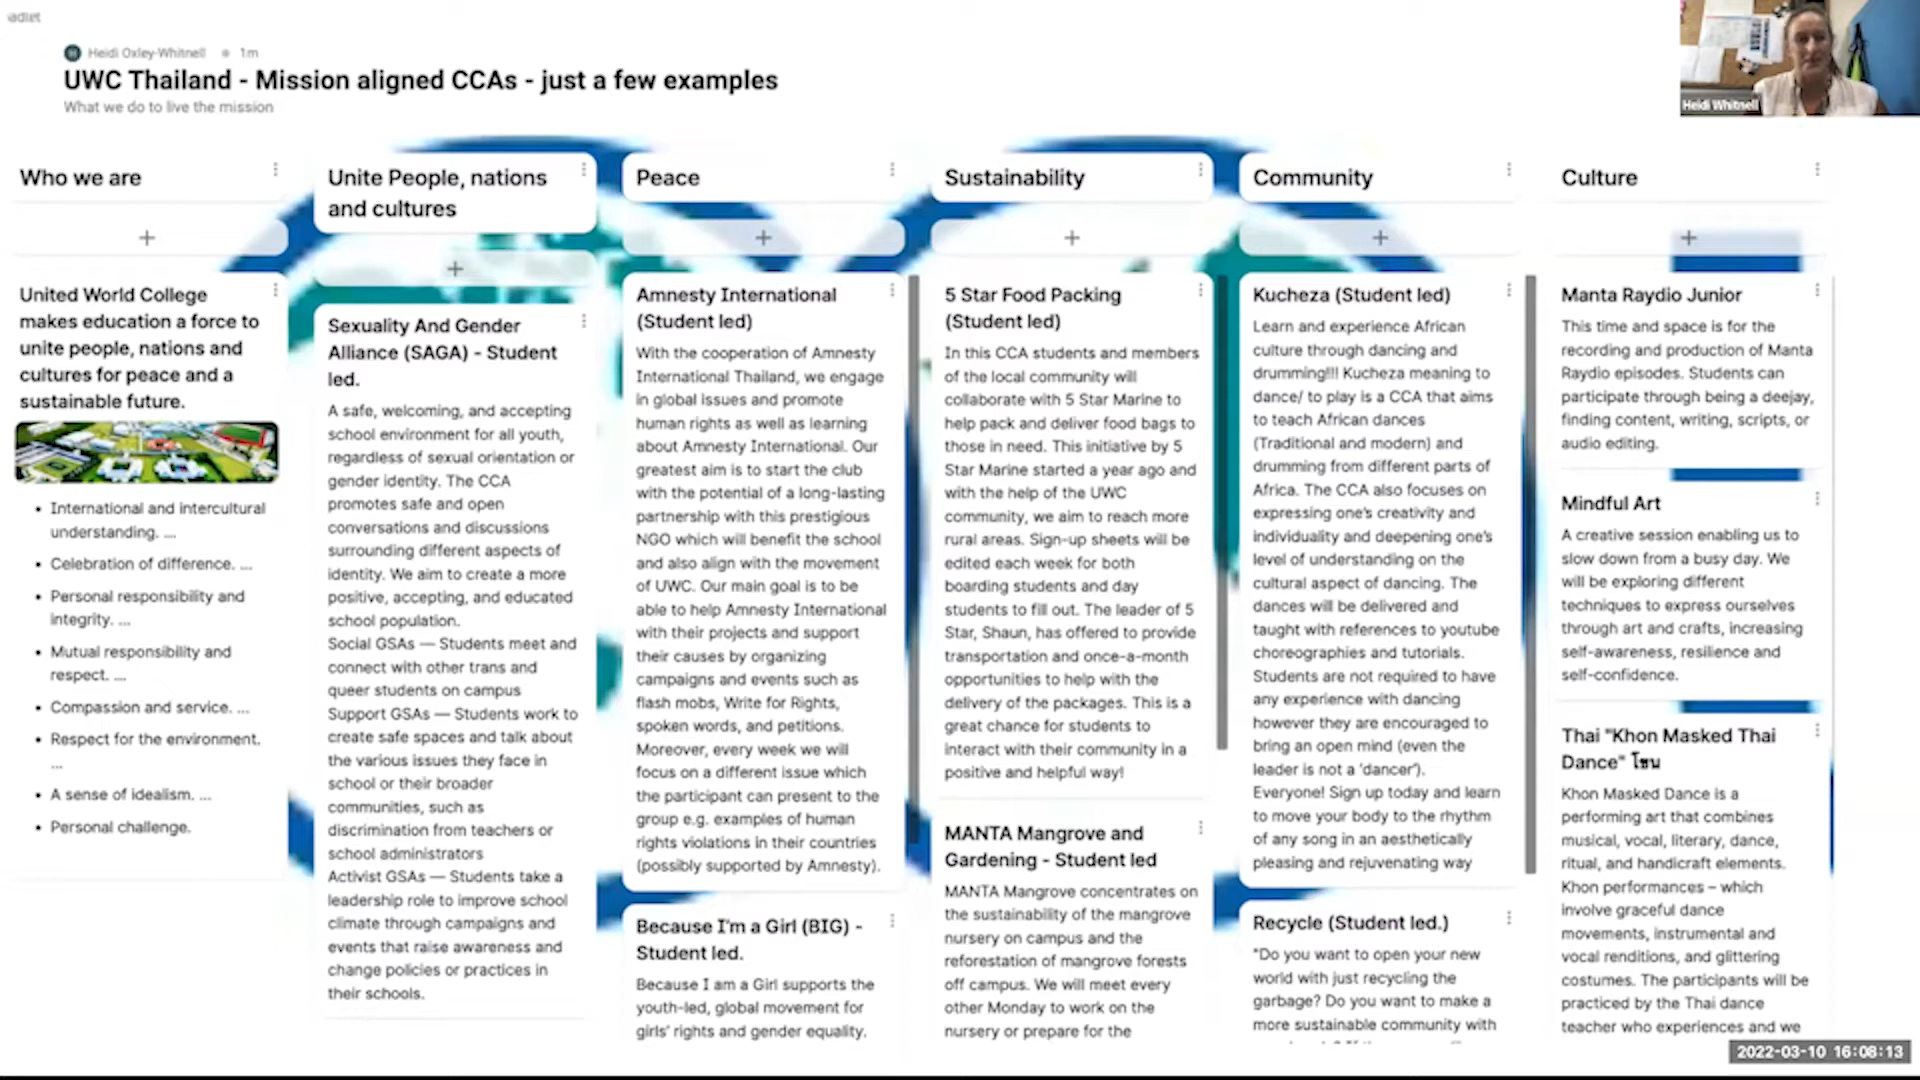 adlet
Heidi Oxley-Whitnell 1m
UWC Thailand - Mission aligned CCAs - just a few examples
What we do to live the mission
Heidi Whitnell
Who we are
+
United World College
makes education a force to
unite people, nations and
cultures for peace and a
sustainable future.
• International and intercultural
understanding. ...
• Celebration of difference. ...
• Personal responsibility and
integrity. ...
• Mutual responsibility and
respect. ...
• Compassion and service. ...
• Respect for the environment.
...
• A sense of idealism. ...
• Personal challenge.
Unite People, nations
and cultures
+
Sexuality And Gender
Alliance (SAGA) - Student
led.
A safe, welcoming, and accepting
school environment for all youth,
regardless of sexual orientation or
gender identity. The CCA
promotes safe and open
conversations and discussions
surrounding different aspects of
identity. We aim to create a more
positive, accepting, and educated
school population.
Social GSAs — Students meet and
connect with other trans and
queer students on campus
Support GSAs — Students work to
create safe spaces and talk about
the various issues they face in
school or their broader
communities, such as
discrimination from teachers or
school administrators
Activist GSAs — Students take a
leadership role to improve school
climate through campaigns and
events that raise awareness and
change policies or practices in
their schools.
Peace
+
Amnesty International
(Student led)
With the cooperation of Amnesty
International Thailand, we engage
in global issues and promote
human rights as well as learning
about Amnesty International. Our
greatest aim is to start the club
with the potential of a long-lasting
partnership with this prestigious
NGO which will benefit the school
and also align with the movement
of UWC. Our main goal is to be
able to help Amnesty International
with their projects and support
their causes by organizing
campaigns and events such as
flash mobs, Write for Rights,
spoken words, and petitions.
Moreover, every week we will
focus on a different issue which
the participant can present to the
group e.g. examples of human
rights violations in their countries
(possibly supported by Amnesty).
Because I'm a Girl (BIG) -
Student led.
Because I am a Girl supports the
youth-led, global movement for
girls' rights and gender equality.
Sustainability
+
5 Star Food Packing
(Student led)
In this CCA students and members
of the local community will
collaborate with 5 Star Marine to
help pack and deliver food bags to
those in need. This initiative by 5
Star Marine started a year ago and
with the help of the UWC
community, we aim to reach more
rural areas. Sign-up sheets will be
edited each week for both
boarding students and day
students to fill out. The leader of 5
Star, Shaun, has offered to provide
transportation and once-a-month
opportunities to help with the
delivery of the packages. This is a
great chance for students to
interact with their community in a
positive and helpful way!
MANTA Mangrove and
Gardening - Student led
MANTA Mangrove concentrates on
the sustainability of the mangrove
nursery on campus and the
reforestation of mangrove forests
off campus. We will meet every
other Monday to work on the
nursery or prepare for the
Community
+
Kucheza (Student led)
Learn and experience African
culture through dancing and
drumming!!! Kucheza meaning to
dance/ to play is a CCA that aims
to teach African dances
(Traditional and modern) and
drumming from different parts of
Africa. The CCA also focuses on
expressing one's creativity and
individuality and deepening one's
level of understanding on the
cultural aspect of dancing. The
dances will be delivered and
taught with references to youtube
choreographies and tutorials.
Students are not required to have
any experience with dancing
however they are encouraged to
bring an open mind (even the
leader is not a 'dancer').
Everyone! Sign up today and learn
to move your body to the rhythm
of any song in an aesthetically
pleasing and rejuvenating way
Recycle (Student led.)
"Do you want to open your new
world with just recycling the
garbage? Do you want to make a
more sustainable community with
Culture
+
Manta Raydio Junior
This time and space is for the
recording and production of Manta
Raydio episodes. Students can
participate through being a deejay,
finding content, writing, scripts, or
audio editing.
Mindful Art
A creative session enabling us to
slow down from a busy day. We
will be exploring different
techniques to express ourselves
through art and crafts, increasing
self-awareness, resilience and
self-confidence.
Thai "Khon Masked Thai
Dance" โขน
Khon Masked Dance is a
performing art that combines
musical, vocal, literary, dance,
ritual, and handicraft elements.
Khon performances – which
involve graceful dance
movements, instrumental and
vocal renditions, and glittering
costumes. The participants will be
practiced by the Thai dance
teacher who experiences and we
2022-03-10 16:08:13